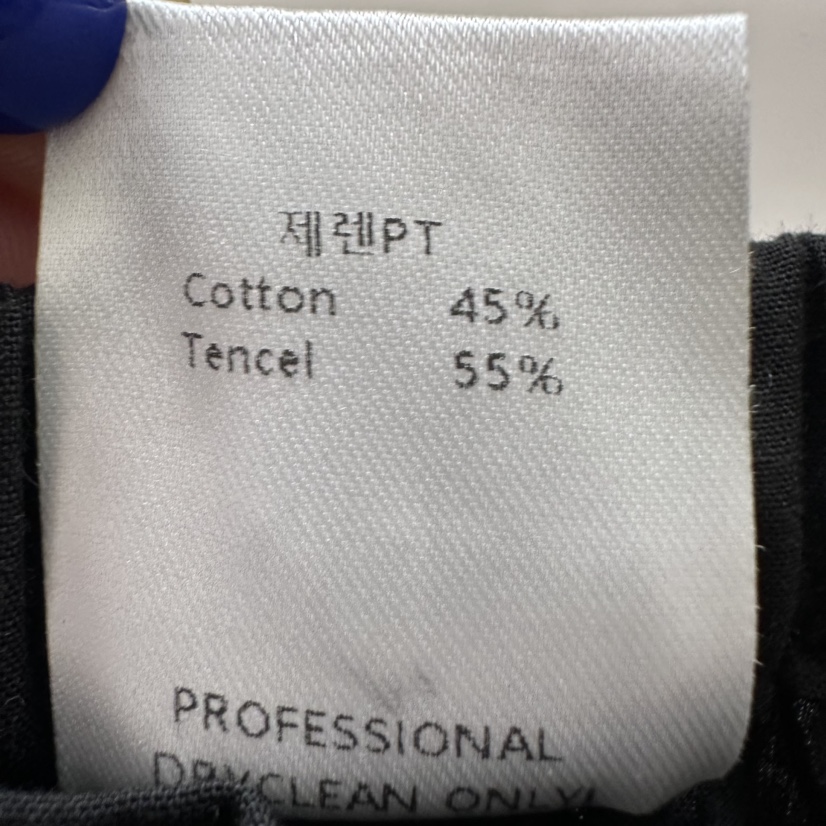 제렌PT
Cotton 45%
Tencel 55%
PROFESSIONAL
DRYCLEAN ONLY!